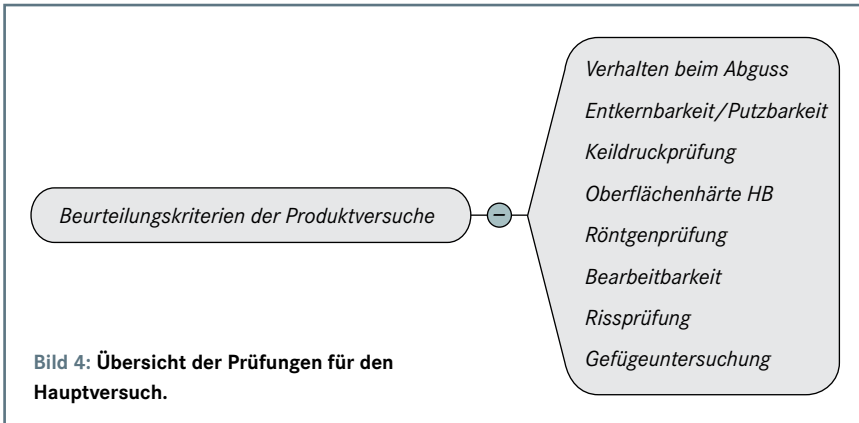 Beurteilungskriterien der Produktversuche
Verhalten beim Abguss
Entkernbarkeit/Putzbarkeit
Keildruckprüfung
Oberflächenhärte HB
Röntgenprüfung
Bearbeitbarkeit
Rissprüfung
Gefügeuntersuchung
Bild 4: Übersicht der Prüfungen für den
Hauptversuch.